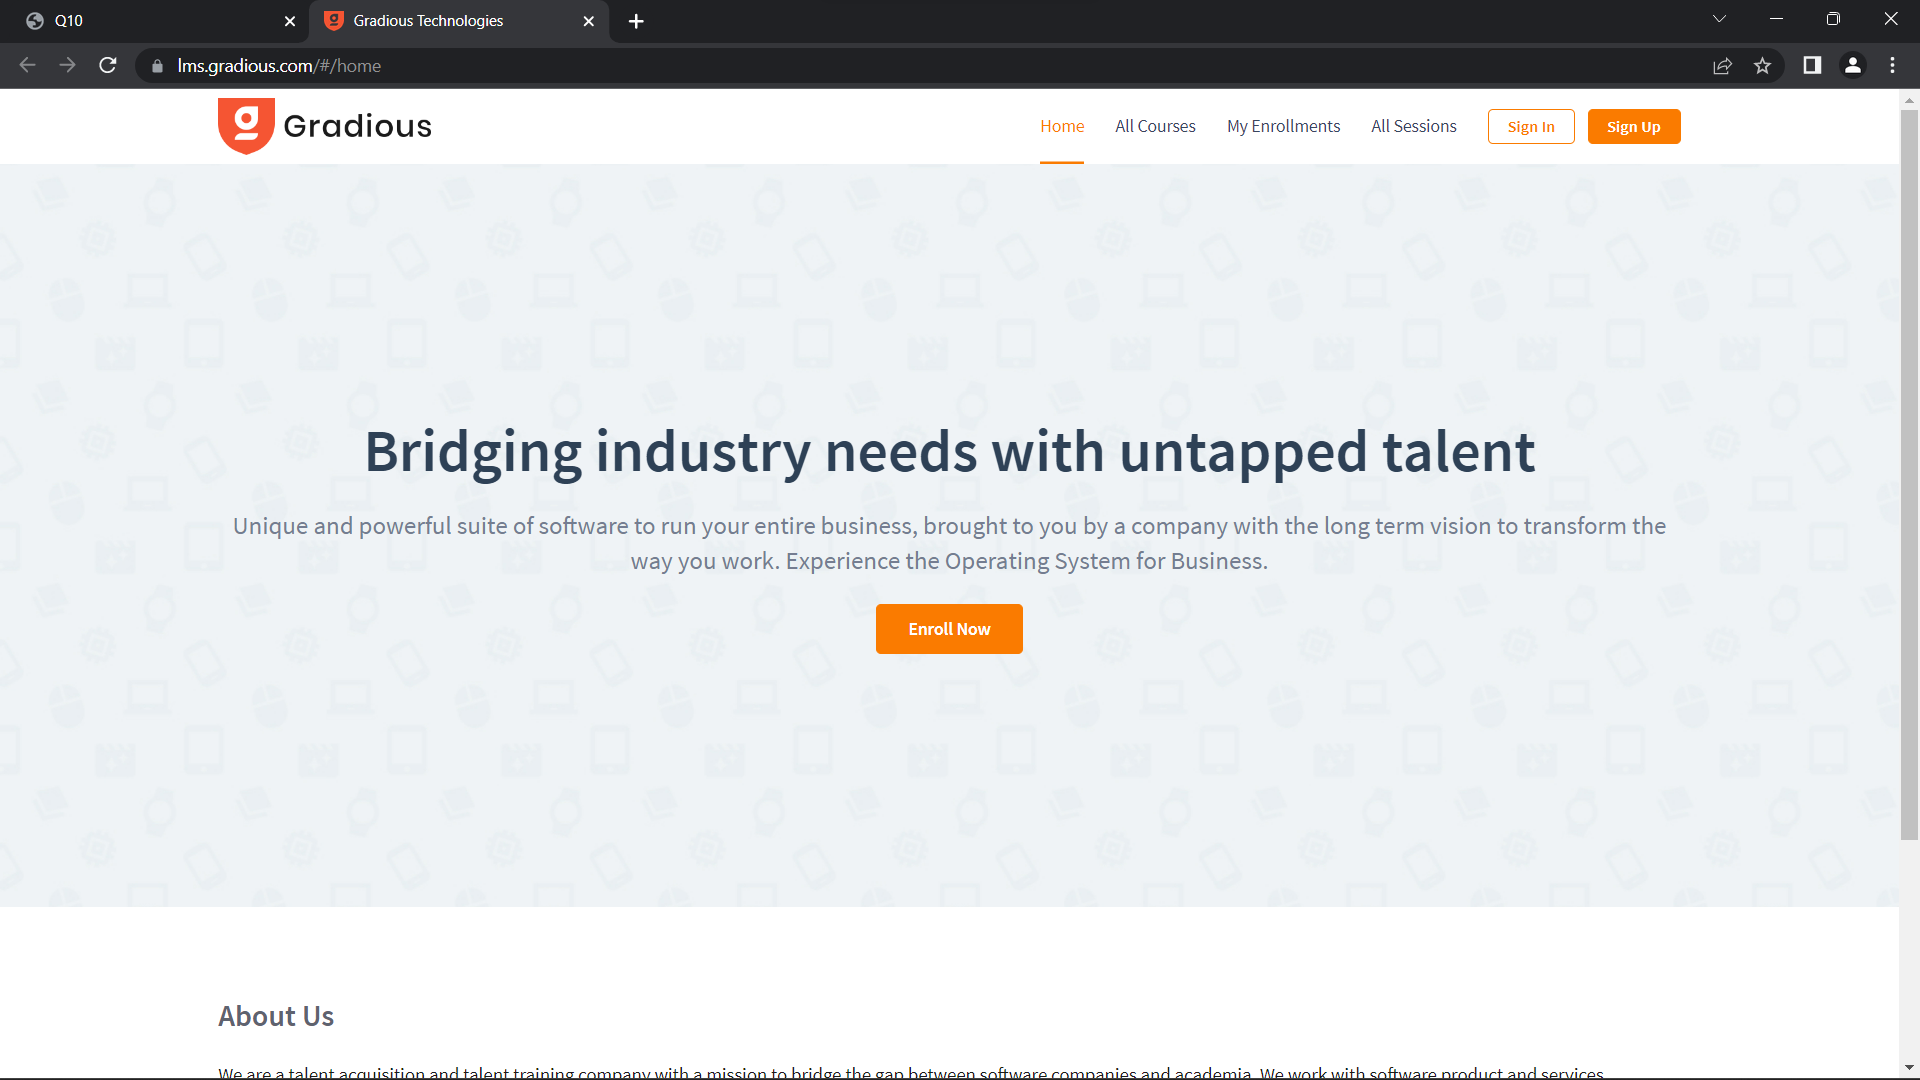 Q10
Gradious Technologies
lms.gradious.com/#/home
Gradious
Home
All Courses
My Enrollments
All Sessions
Sign In
Sign Up
Bridging industry needs with untapped talent
Unique and powerful suite of software to run your entire business, brought to you by a company with the long term vision to transform the
way you work. Experience the Operating System for Business.
Enroll Now
About Us
We are a talent acquisition and talent training company with a mission to bridge the gap between software companies and academia. We work with software product and services